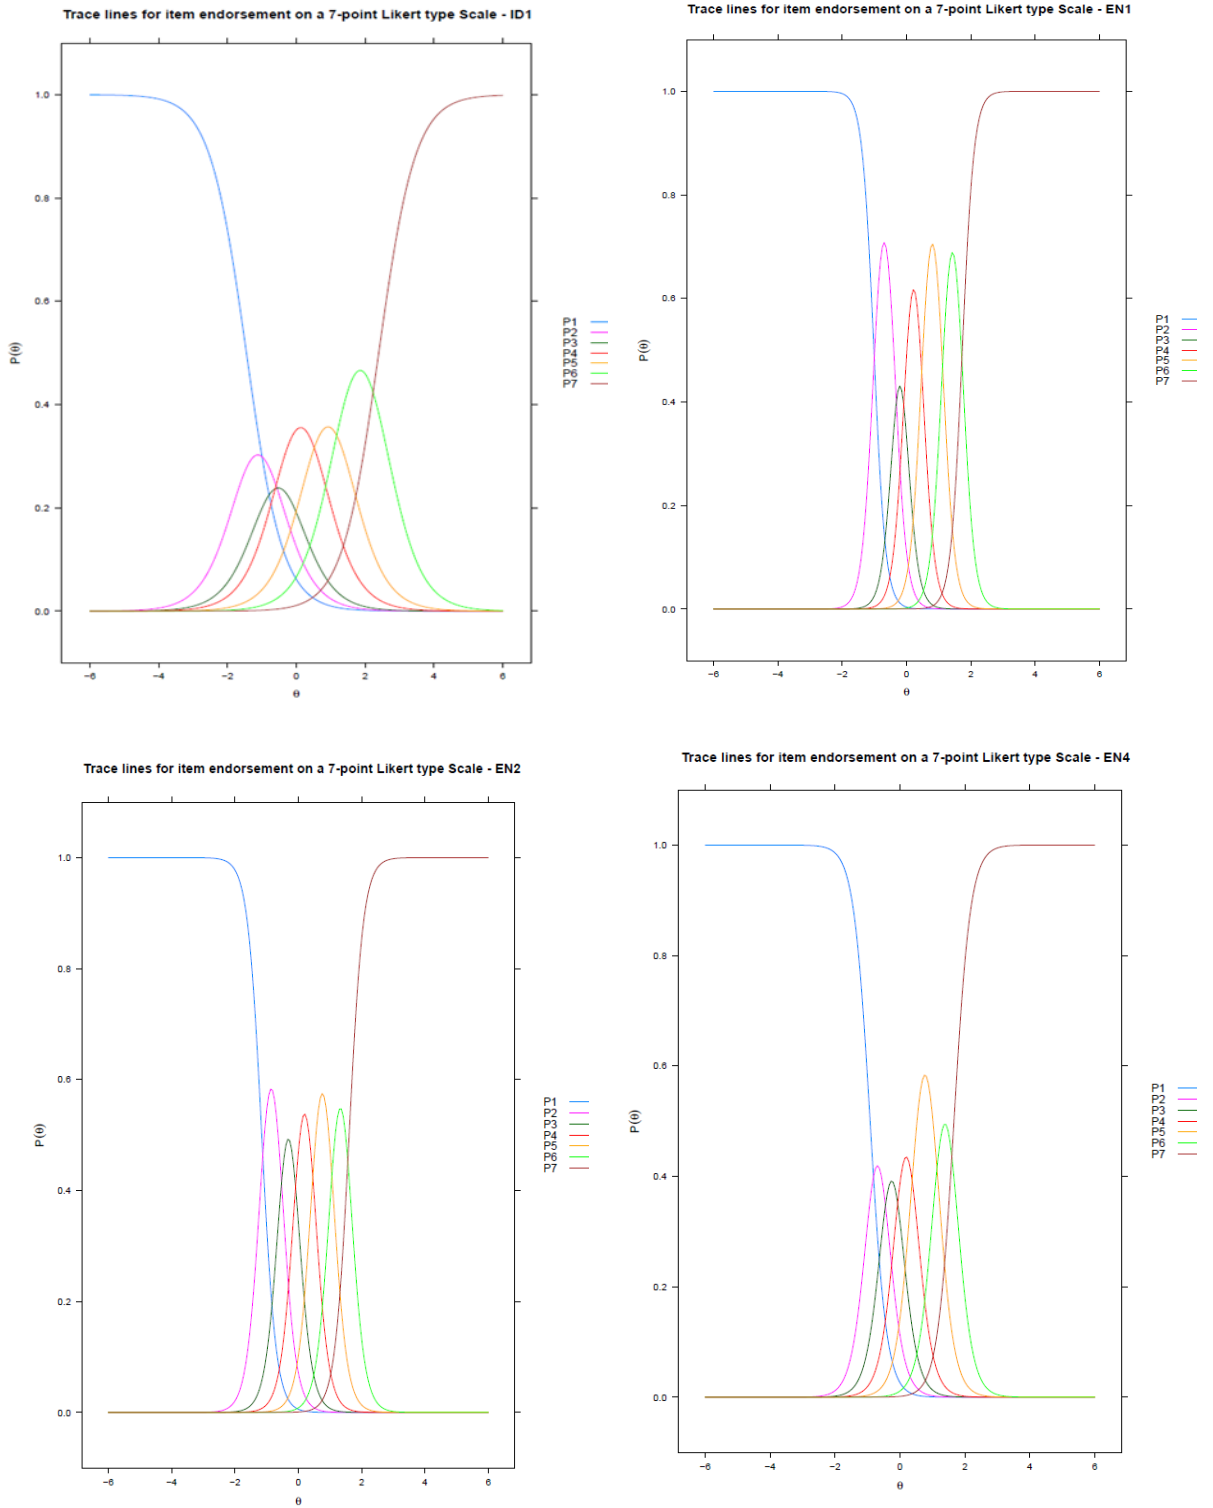 Trace lines for item endorsement on a 7-point Likert type Scale - ID1
1.0
0.8
0.6
0.4
0.2
0.0
P(θ)
−6 −4 −2 0 2 4 6
θ
P1
P2
P3
P4
P5
P6
P7
Trace lines for item endorsement on a 7-point Likert type Scale - EN1
1.0
0.8
0.6
0.4
0.2
0.0
P(θ)
−6 −4 −2 0 2 4 6
θ
P1
P2
P3
P4
P5
P6
P7
Trace lines for item endorsement on a 7-point Likert type Scale - EN2
1.0
0.8
0.6
0.4
0.2
0.0
P(θ)
−6 −4 −2 0 2 4 6
θ
P1
P2
P3
P4
P5
P6
P7
Trace lines for item endorsement on a 7-point Likert type Scale - EN4
1.0
0.8
0.6
0.4
0.2
0.0
P(θ)
−6 −4 −2 0 2 4 6
θ
P1
P2
P3
P4
P5
P6
P7